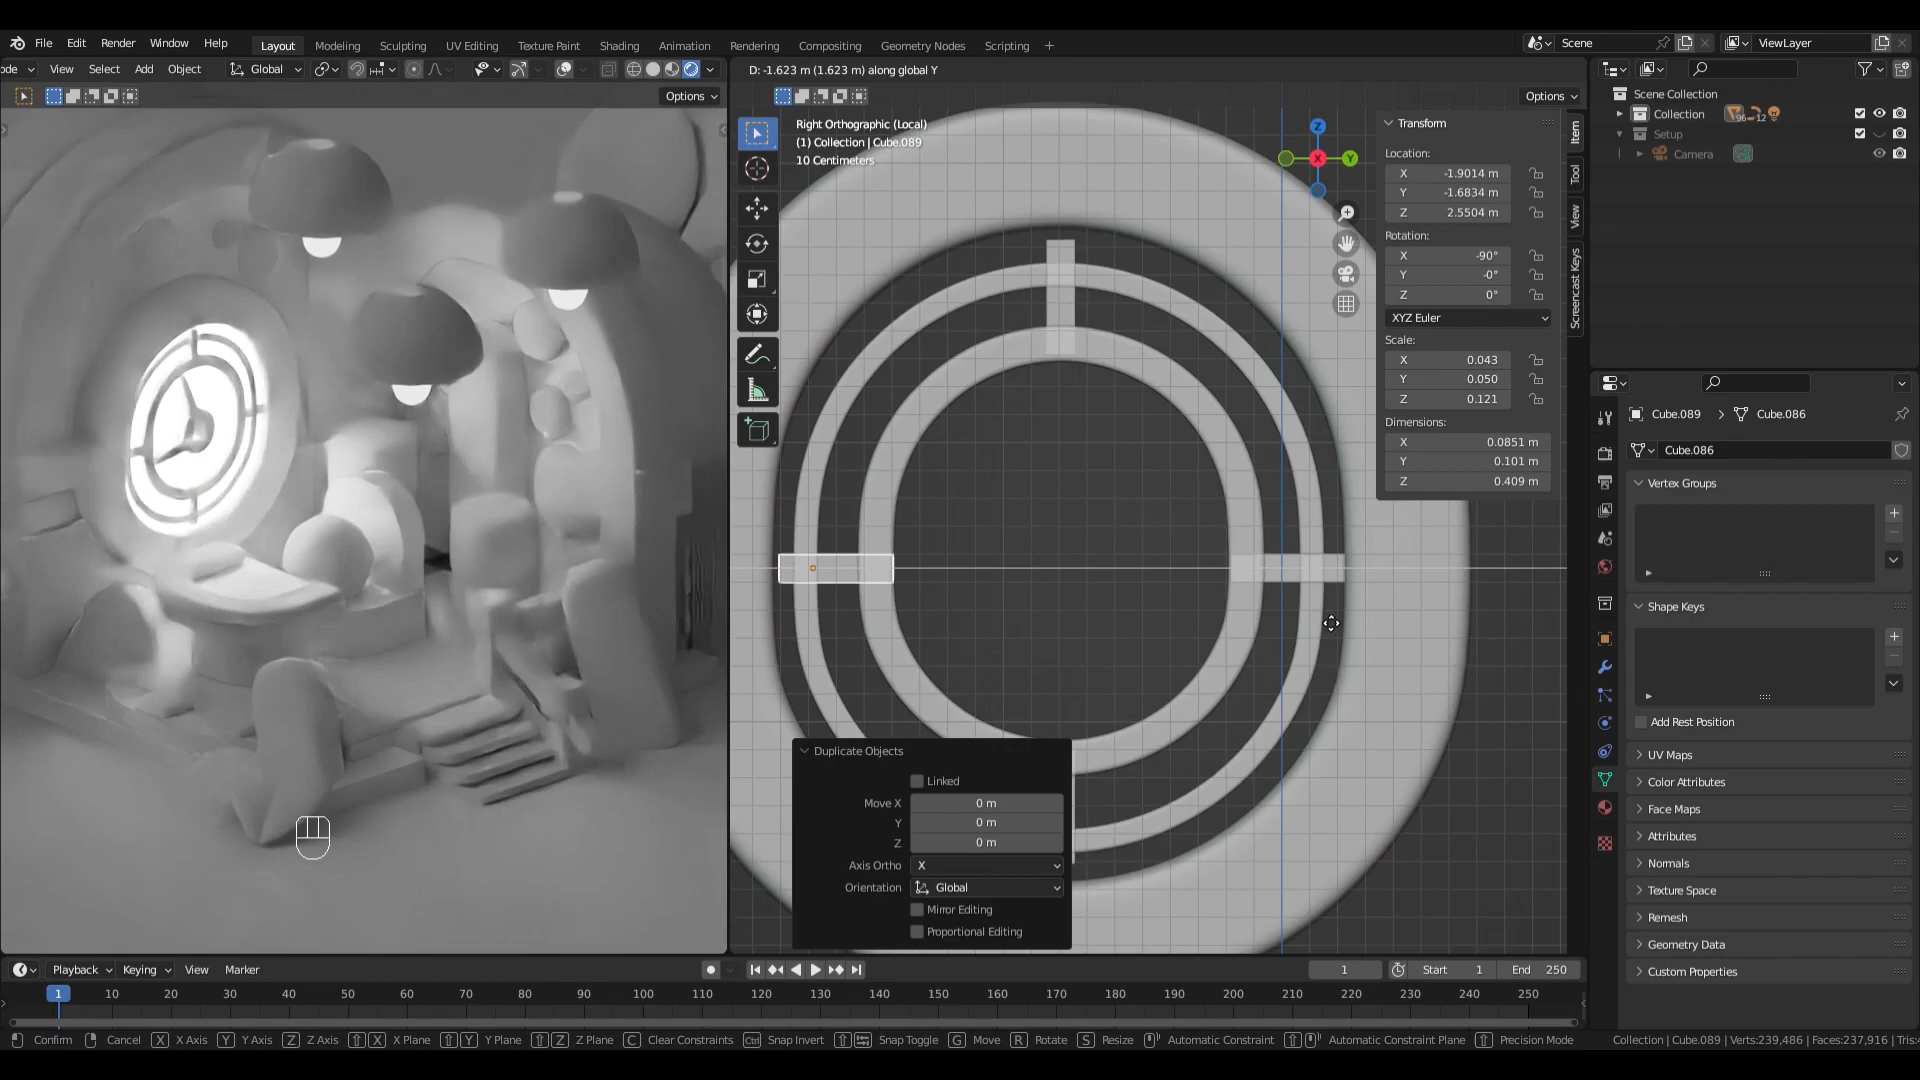 File Edit Render Window Help Layout Modeling Sculpting UV Editing Texture Paint Shading Animation Rendering Compositing Geometry Nodes Scripting + Scene ViewLayer
ode View Select Add Object Global
D: -1.623 m (1.623 m) along global Y
Options
Options
Right Orthographic (Local)
(1) Collection | Cube.089
10 Centimeters
Z
X
Y
Transform
Location:
X -1.9014 m
Y -1.6834 m
Z 2.5504 m
Rotation:
X -90°
Y -0°
Z 0°
XYZ Euler
Scale:
X 0.043
Y 0.050
Z 0.121
Dimensions:
X 0.0851 m
Y 0.101 m
Z 0.409 m
Item
Tool
View
Screencast Keys
Scene Collection
Collection 96 12
Setup
Camera
Cube.089 > Cube.086
Cube.086
Vertex Groups
Shape Keys
Add Rest Position
UV Maps
Color Attributes
Face Maps
Attributes
Normals
Texture Space
Remesh
Geometry Data
Custom Properties
Duplicate Objects
Linked
Move X 0 m
Y 0 m
Z 0 m
Axis Ortho X
Orientation Global
Mirror Editing
Proportional Editing
Playback Keying View Marker 1 Start 1 End 250
1 10 20 30 40 50 60 70 80 90 100 110 120 130 140 150 160 170 180 190 200 210 220 230 240 250
Confirm Cancel X X Axis Y Y Axis Z Z Axis X X Plane Y Y Plane Z Z Plane C Clear Constraints Ctrl Snap Invert Snap Toggle G Move R Rotate S Resize Automatic Constraint Automatic Constraint Plane Precision Mode Collection | Cube.089 | Verts:239,486 | Faces:237,916 | Tris: